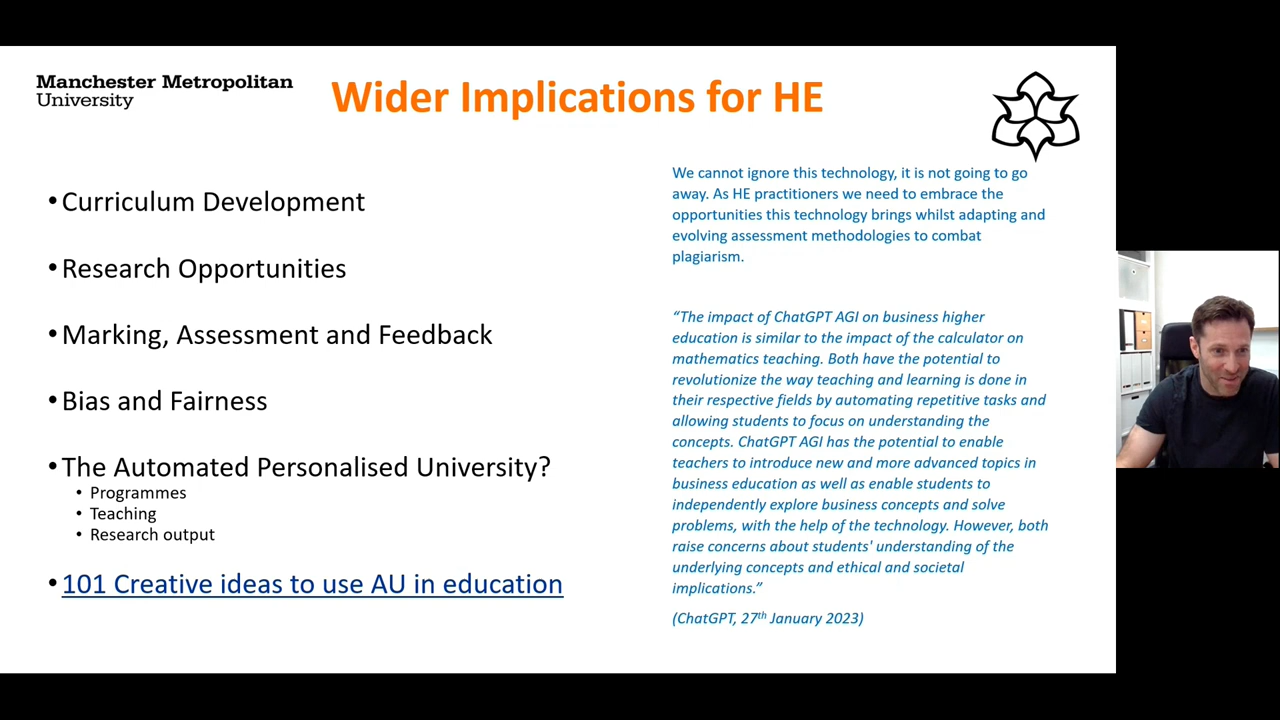 Manchester Metropolitan
University
Wider Implications for HE
• Curriculum Development
• Research Opportunities
• Marking, Assessment and Feedback
• Bias and Fairness
• The Automated Personalised University?
• Programmes
• Teaching
• Research output
• 101 Creative ideas to use AU in education
We cannot ignore this technology, it is not going to go
away. As HE practitioners we need to embrace the
opportunities this technology brings whilst adapting and
evolving assessment methodologies to combat
plagiarism.
“The impact of ChatGPT AGI on business higher
education is similar to the impact of the calculator on
mathematics teaching. Both have the potential to
revolutionize the way teaching and learning is done in
their respective fields by automating repetitive tasks and
allowing students to focus on understanding the
concepts. ChatGPT AGI has the potential to enable
teachers to introduce new and more advanced topics in
business education as well as enable students to
independently explore business concepts and solve
problems, with the help of the technology. However, both
raise concerns about students' understanding of the
underlying concepts and ethical and societal
implications.”
(ChatGPT, 27th January 2023)